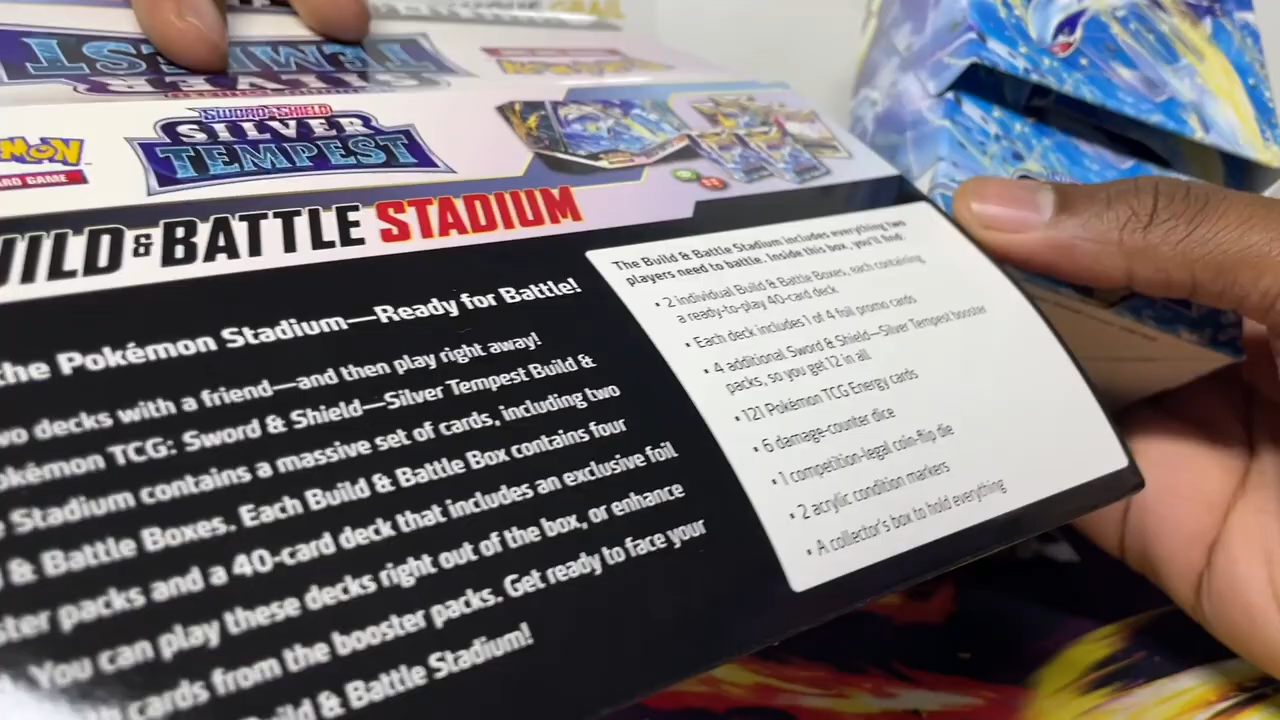 SILVER
TEMPEST
SWORD & SHIELD
SILVER
TEMPEST
BUILD & BATTLE STADIUM
the Pokémon Stadium—Ready for Battle!
two decks with a friend—and then play right away!
Pokémon TCG: Sword & Shield—Silver Tempest Build &
Stadium contains a massive set of cards, including two
& Battle Boxes. Each Build & Battle Box contains four
ster packs and a 40-card deck that includes an exclusive foil
You can play these decks right out of the box, or enhance
cards from the booster packs. Get ready to face your
Build & Battle Stadium!
The Build & Battle Stadium includes everything two
players need to battle. Inside this box, you'll find:
• 2 individual Build & Battle Boxes, each containing
a ready-to-play 40-card deck
• Each deck includes 1 of 4 foil promo cards
• 4 additional Sword & Shield—Silver Tempest booster
packs, so you get 12 in all
• 121 Pokémon TCG Energy cards
• 6 damage-counter dice
• 1 competition-legal coin-flip die
• 2 acrylic condition markers
• A collector's box to hold everything